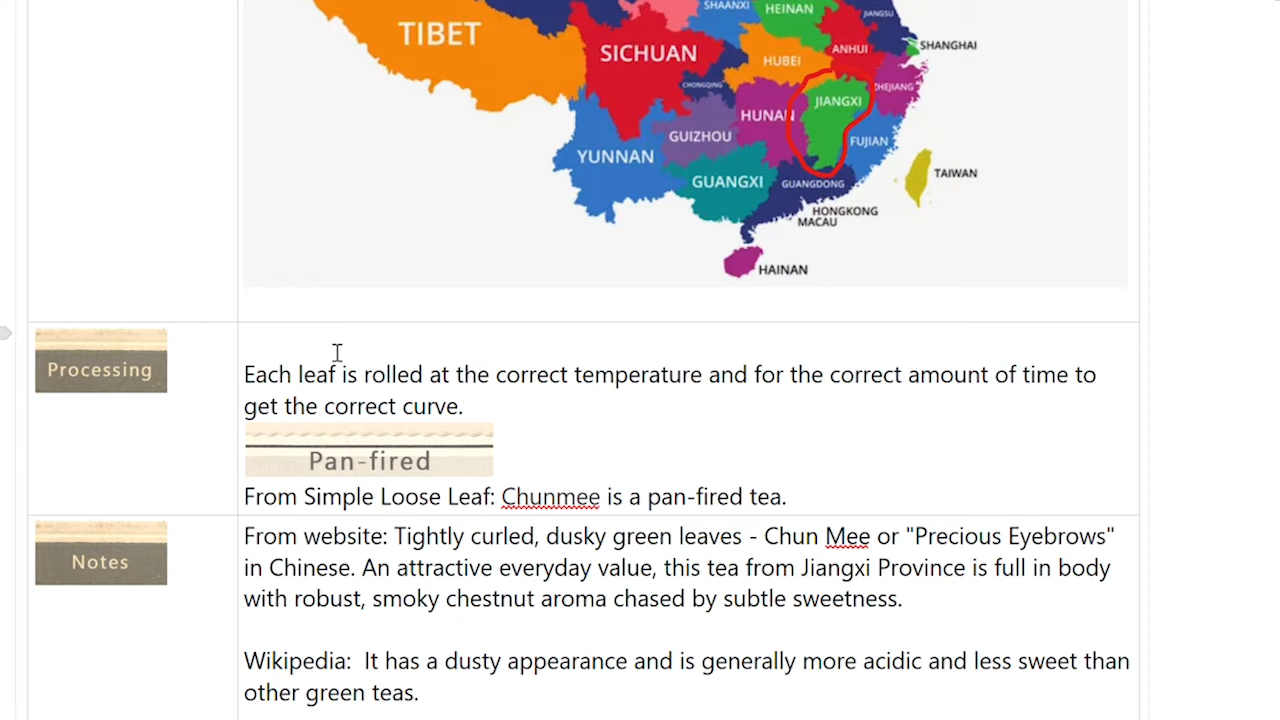 SHAANXI
HEINAN
JIANGSU
TIBET
SICHUAN
HUBEI
ANHUI
SHANGHAI
CHONGQING
ZHEJIANG
JIANGXI
HUNAN
GUIZHOU
FUJIAN
YUNNAN
GUANGXI
GUANGDONG
TAIWAN
HONGKONG
MACAU
HAINAN
Processing
Each leaf is rolled at the correct temperature and for the correct amount of time to
get the correct curve.
Pan-fired
From Simple Loose Leaf: Chunmee is a pan-fired tea.
Notes
From website: Tightly curled, dusky green leaves - Chun Mee or "Precious Eyebrows"
in Chinese. An attractive everyday value, this tea from Jiangxi Province is full in body
with robust, smoky chestnut aroma chased by subtle sweetness.
Wikipedia:  It has a dusty appearance and is generally more acidic and less sweet than
other green teas.